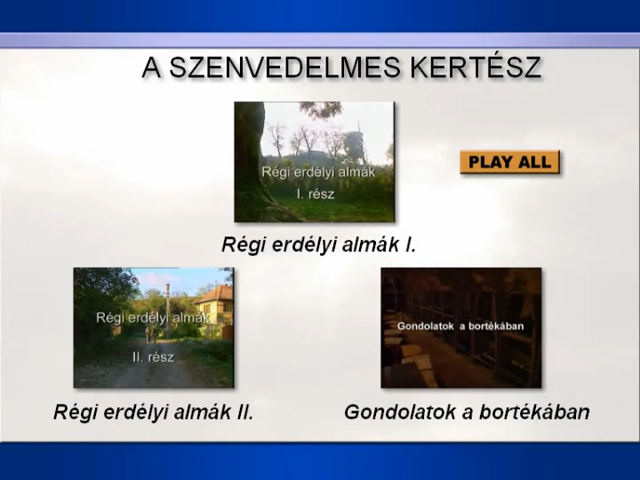 A SZENVEDELMES KERTÉSZ
Régi erdélyi almák
I. rész
PLAY ALL
Régi erdélyi almák I.
Régi erdélyi almák
II. rész
Gondolatok a bortékában
Régi erdélyi almák II.
Gondolatok a bortékában